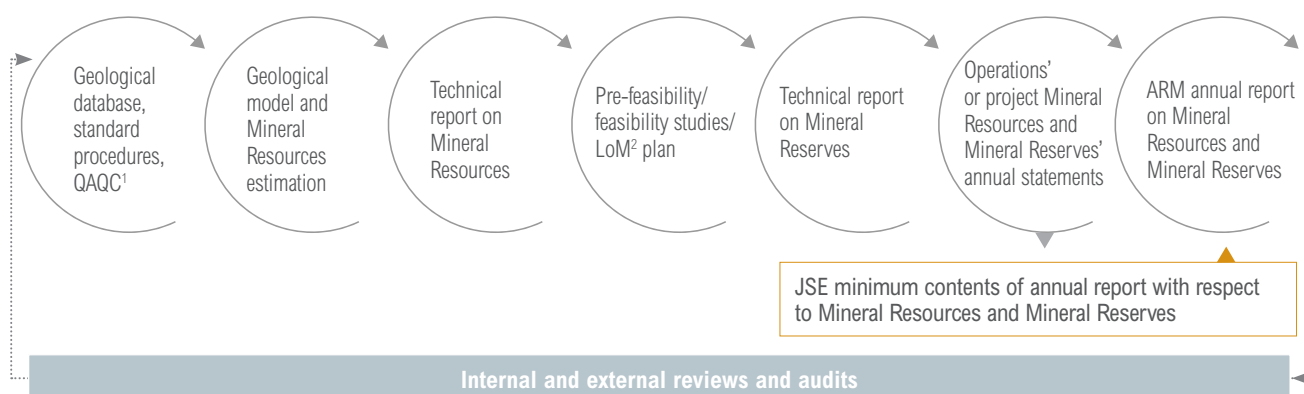 Geological
database,
standard
procedures,
QAQC¹
Geological
model and
Mineral
Resources
estimation
Technical
report on
Mineral
Resources
Pre-feasibility/
feasibility studies/
LoM² plan
Technical report
on Mineral
Reserves
Operations’
or project Mineral
Resources and
Mineral Reserves’
annual statements
ARM annual report
on Mineral
Resources and
Mineral Reserves
JSE minimum contents of annual report with respect
to Mineral Resources and Mineral Reserves
Internal and external reviews and audits